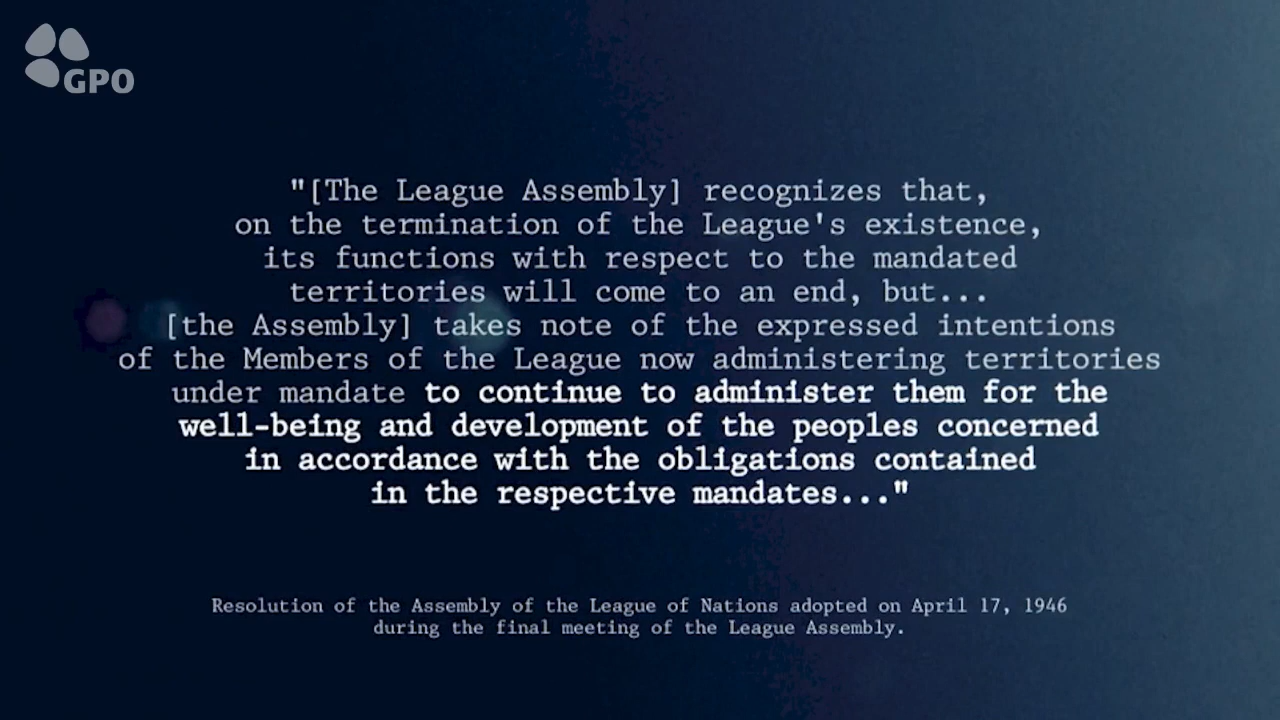 GPO
"[The League Assembly] recognizes that,
on the termination of the League's existence,
its functions with respect to the mandated
territories will come to an end, but...
[the Assembly] takes note of the expressed intentions
of the Members of the League now administering territories
under mandate to continue to administer them for the
well-being and development of the peoples concerned
in accordance with the obligations contained
in the respective mandates..."
Resolution of the Assembly of the League of Nations adopted on April 17, 1946
during the final meeting of the League Assembly.